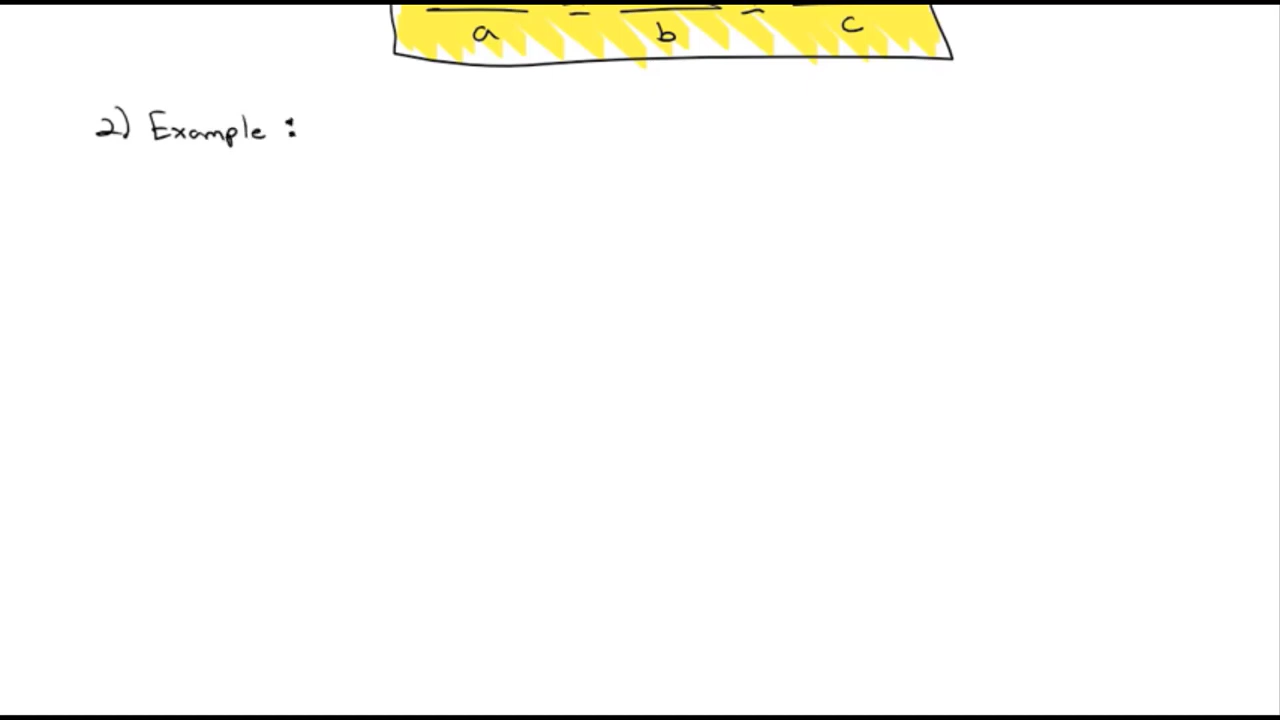 a = b = c
2) Example :